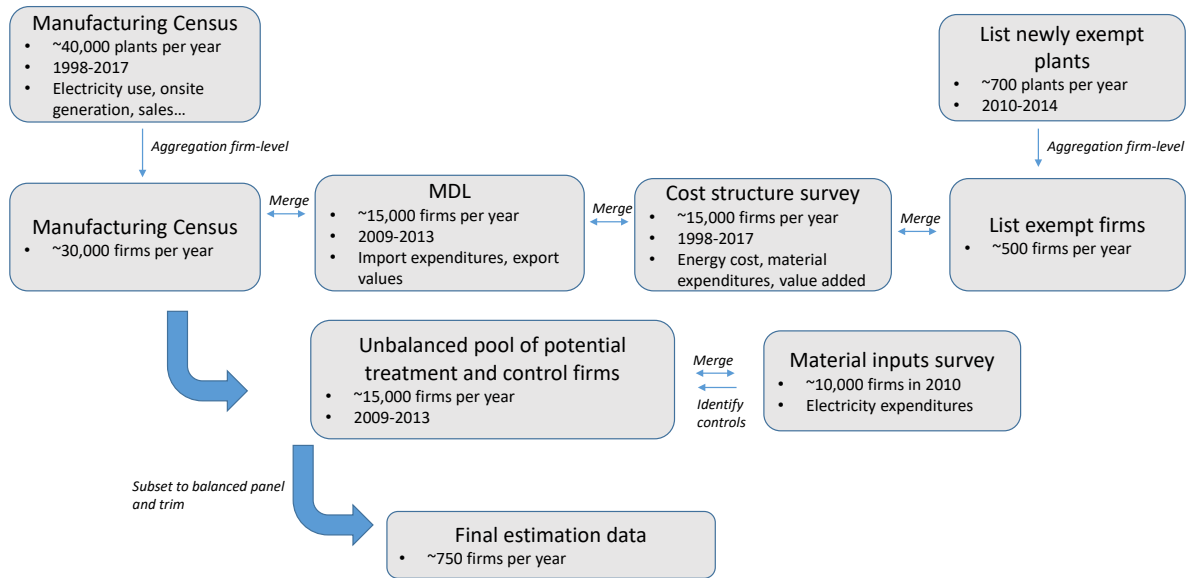 Manufacturing Census
• ~40,000 plants per year
• 1998-2017
• Electricity use, onsite
generation, sales…
List newly exempt
plants
• ~700 plants per year
• 2010-2014
Aggregation firm-level
Aggregation firm-level
Manufacturing Census
• ~30,000 firms per year
Merge
MDL
• ~15,000 firms per year
• 2009-2013
• Import expenditures, export
values
Merge
Cost structure survey
• ~15,000 firms per year
• 1998-2017
• Energy cost, material
expenditures, value added
Merge
List exempt firms
• ~500 firms per year
Unbalanced pool of potential
treatment and control firms
• ~15,000 firms per year
• 2009-2013
Merge
Identify
controls
Material inputs survey
• ~10,000 firms in 2010
• Electricity expenditures
Subset to balanced panel
and trim
Final estimation data
• ~750 firms per year